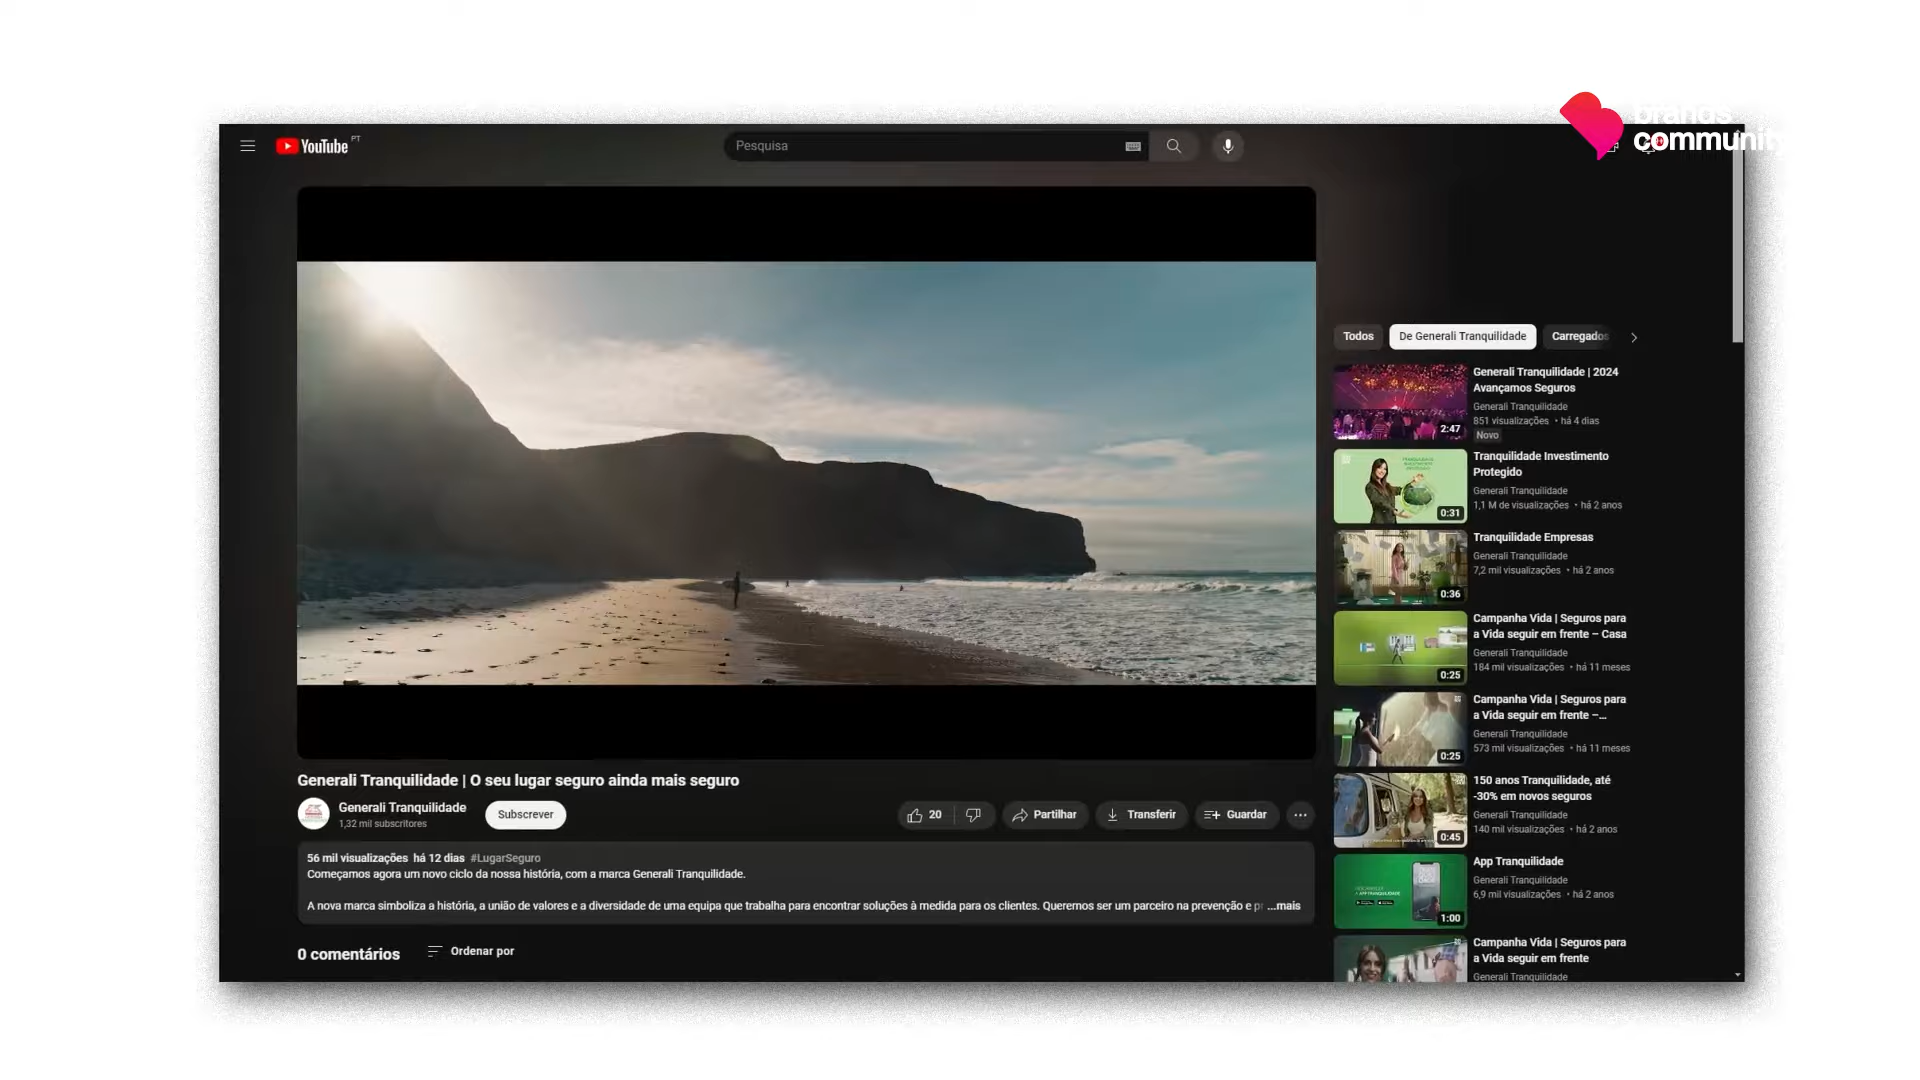 brands
community
YouTube PT
Pesquisa
Todos
De Generali Tranquilidade
Carregados
Generali Tranquilidade | 2024
Avançamos Seguros
Generali Tranquilidade
851 visualizações • há 4 dias
Novo
2:47
Tranquilidade Investimento
Protegido
Generali Tranquilidade
1,1 M de visualizações • há 2 anos
0:31
Tranquilidade Empresas
Generali Tranquilidade
7,2 mil visualizações • há 2 anos
0:36
Campanha Vida | Seguros para
a Vida seguir em frente – Casa
Generali Tranquilidade
184 mil visualizações • há 11 meses
0:25
Campanha Vida | Seguros para
a Vida seguir em frente –...
Generali Tranquilidade
573 mil visualizações • há 11 meses
0:25
150 anos Tranquilidade, até
-30% em novos seguros
Generali Tranquilidade
140 mil visualizações • há 2 anos
0:45
App Tranquilidade
Generali Tranquilidade
6,9 mil visualizações • há 2 anos
1:00
Campanha Vida | Seguros para
a Vida seguir em frente
Generali Tranquilidade
Generali Tranquilidade | O seu lugar seguro ainda mais seguro
Generali Tranquilidade
1,32 mil subscritores
Subscrever
20
Partilhar
Transferir
Guardar
56 mil visualizações há 12 dias #LugarSeguro
Começamos agora um novo ciclo da nossa história, com a marca Generali Tranquilidade.
A nova marca simboliza a história, a união de valores e a diversidade de uma equipa que trabalha para encontrar soluções à medida para os clientes. Queremos ser um parceiro na prevenção e p ...mais
0 comentários
Ordenar por